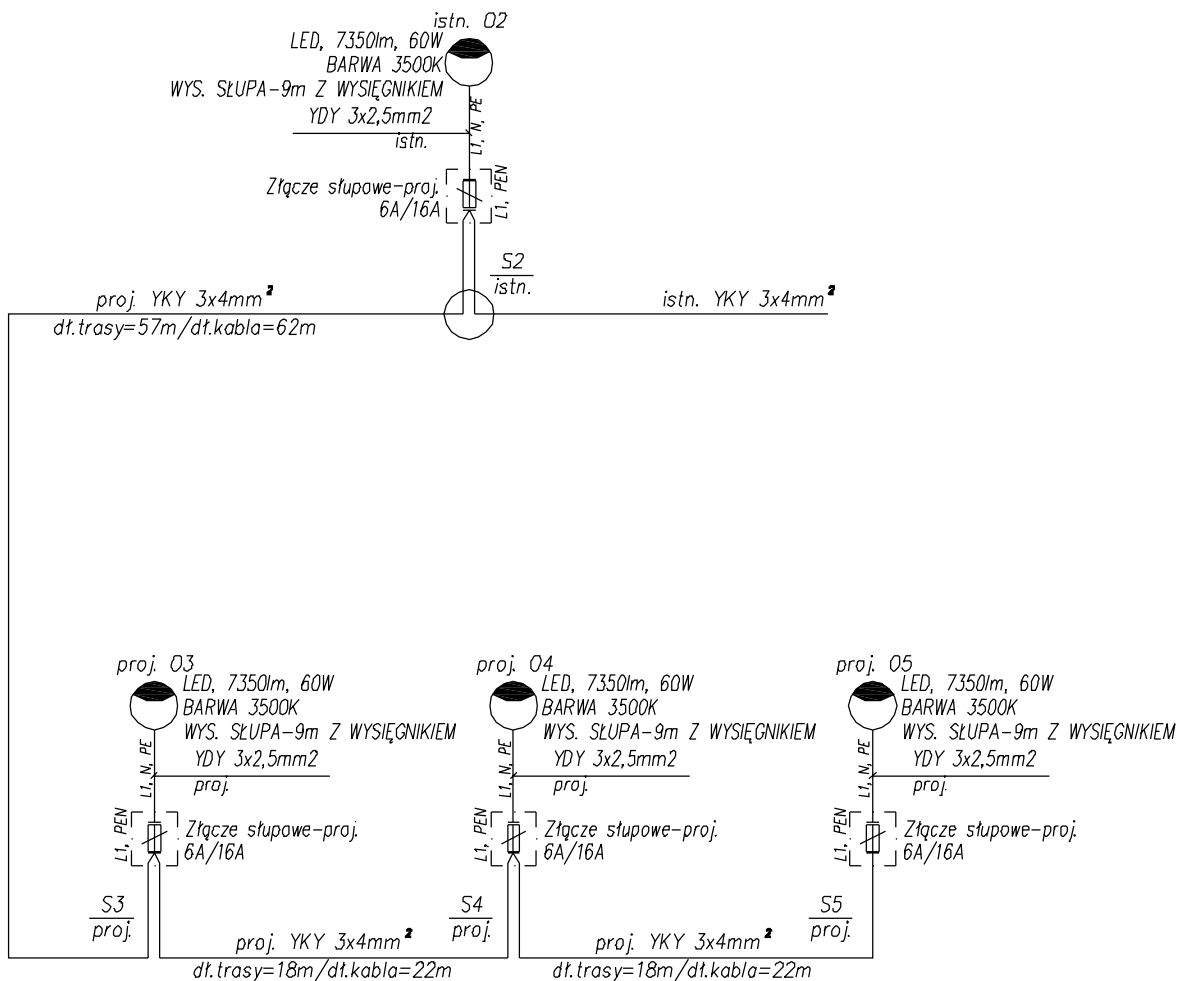 istn. O2
LED, 7350lm, 60W
BARWA 3500K
WYS. SŁUPA-9m Z WYSIĘGNIKIEM
YDY 3x2,5mm2
istn.
L1, N, PE
Złącze słupowe-proj.
6A/16A
L1, PEN
S2
istn.
proj. YKY 3x4mm²
dł.trasy=57m/dł.kabla=62m
istn. YKY 3x4mm²
proj. O3
LED, 7350lm, 60W
BARWA 3500K
WYS. SŁUPA-9m Z WYSIĘGNIKIEM
YDY 3x2,5mm2
proj.
L1, N, PE
L1, PEN
Złącze słupowe-proj.
6A/16A
S3
proj.
proj. YKY 3x4mm²
dł.trasy=18m/dł.kabla=22m
proj. O4
LED, 7350lm, 60W
BARWA 3500K
WYS. SŁUPA-9m Z WYSIĘGNIKIEM
YDY 3x2,5mm2
proj.
L1, N, PE
L1, PEN
Złącze słupowe-proj.
6A/16A
S4
proj.
proj. YKY 3x4mm²
dł.trasy=18m/dł.kabla=22m
proj. O5
LED, 7350lm, 60W
BARWA 3500K
WYS. SŁUPA-9m Z WYSIĘGNIKIEM
YDY 3x2,5mm2
proj.
L1, N, PE
L1, PEN
Złącze słupowe-proj.
6A/16A
S5
proj.